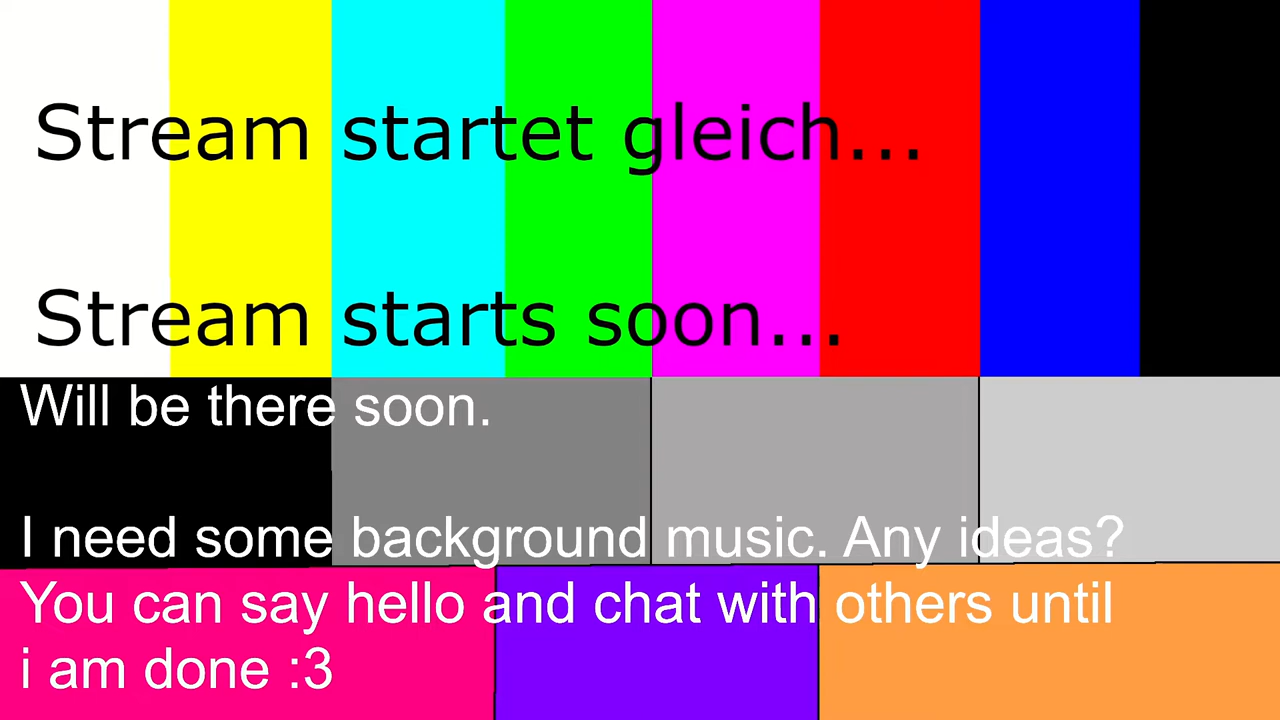 Stream startet gleich...
Stream starts soon...
Will be there soon.
I need some background music. Any ideas?
You can say hello and chat with others until
i am done :3